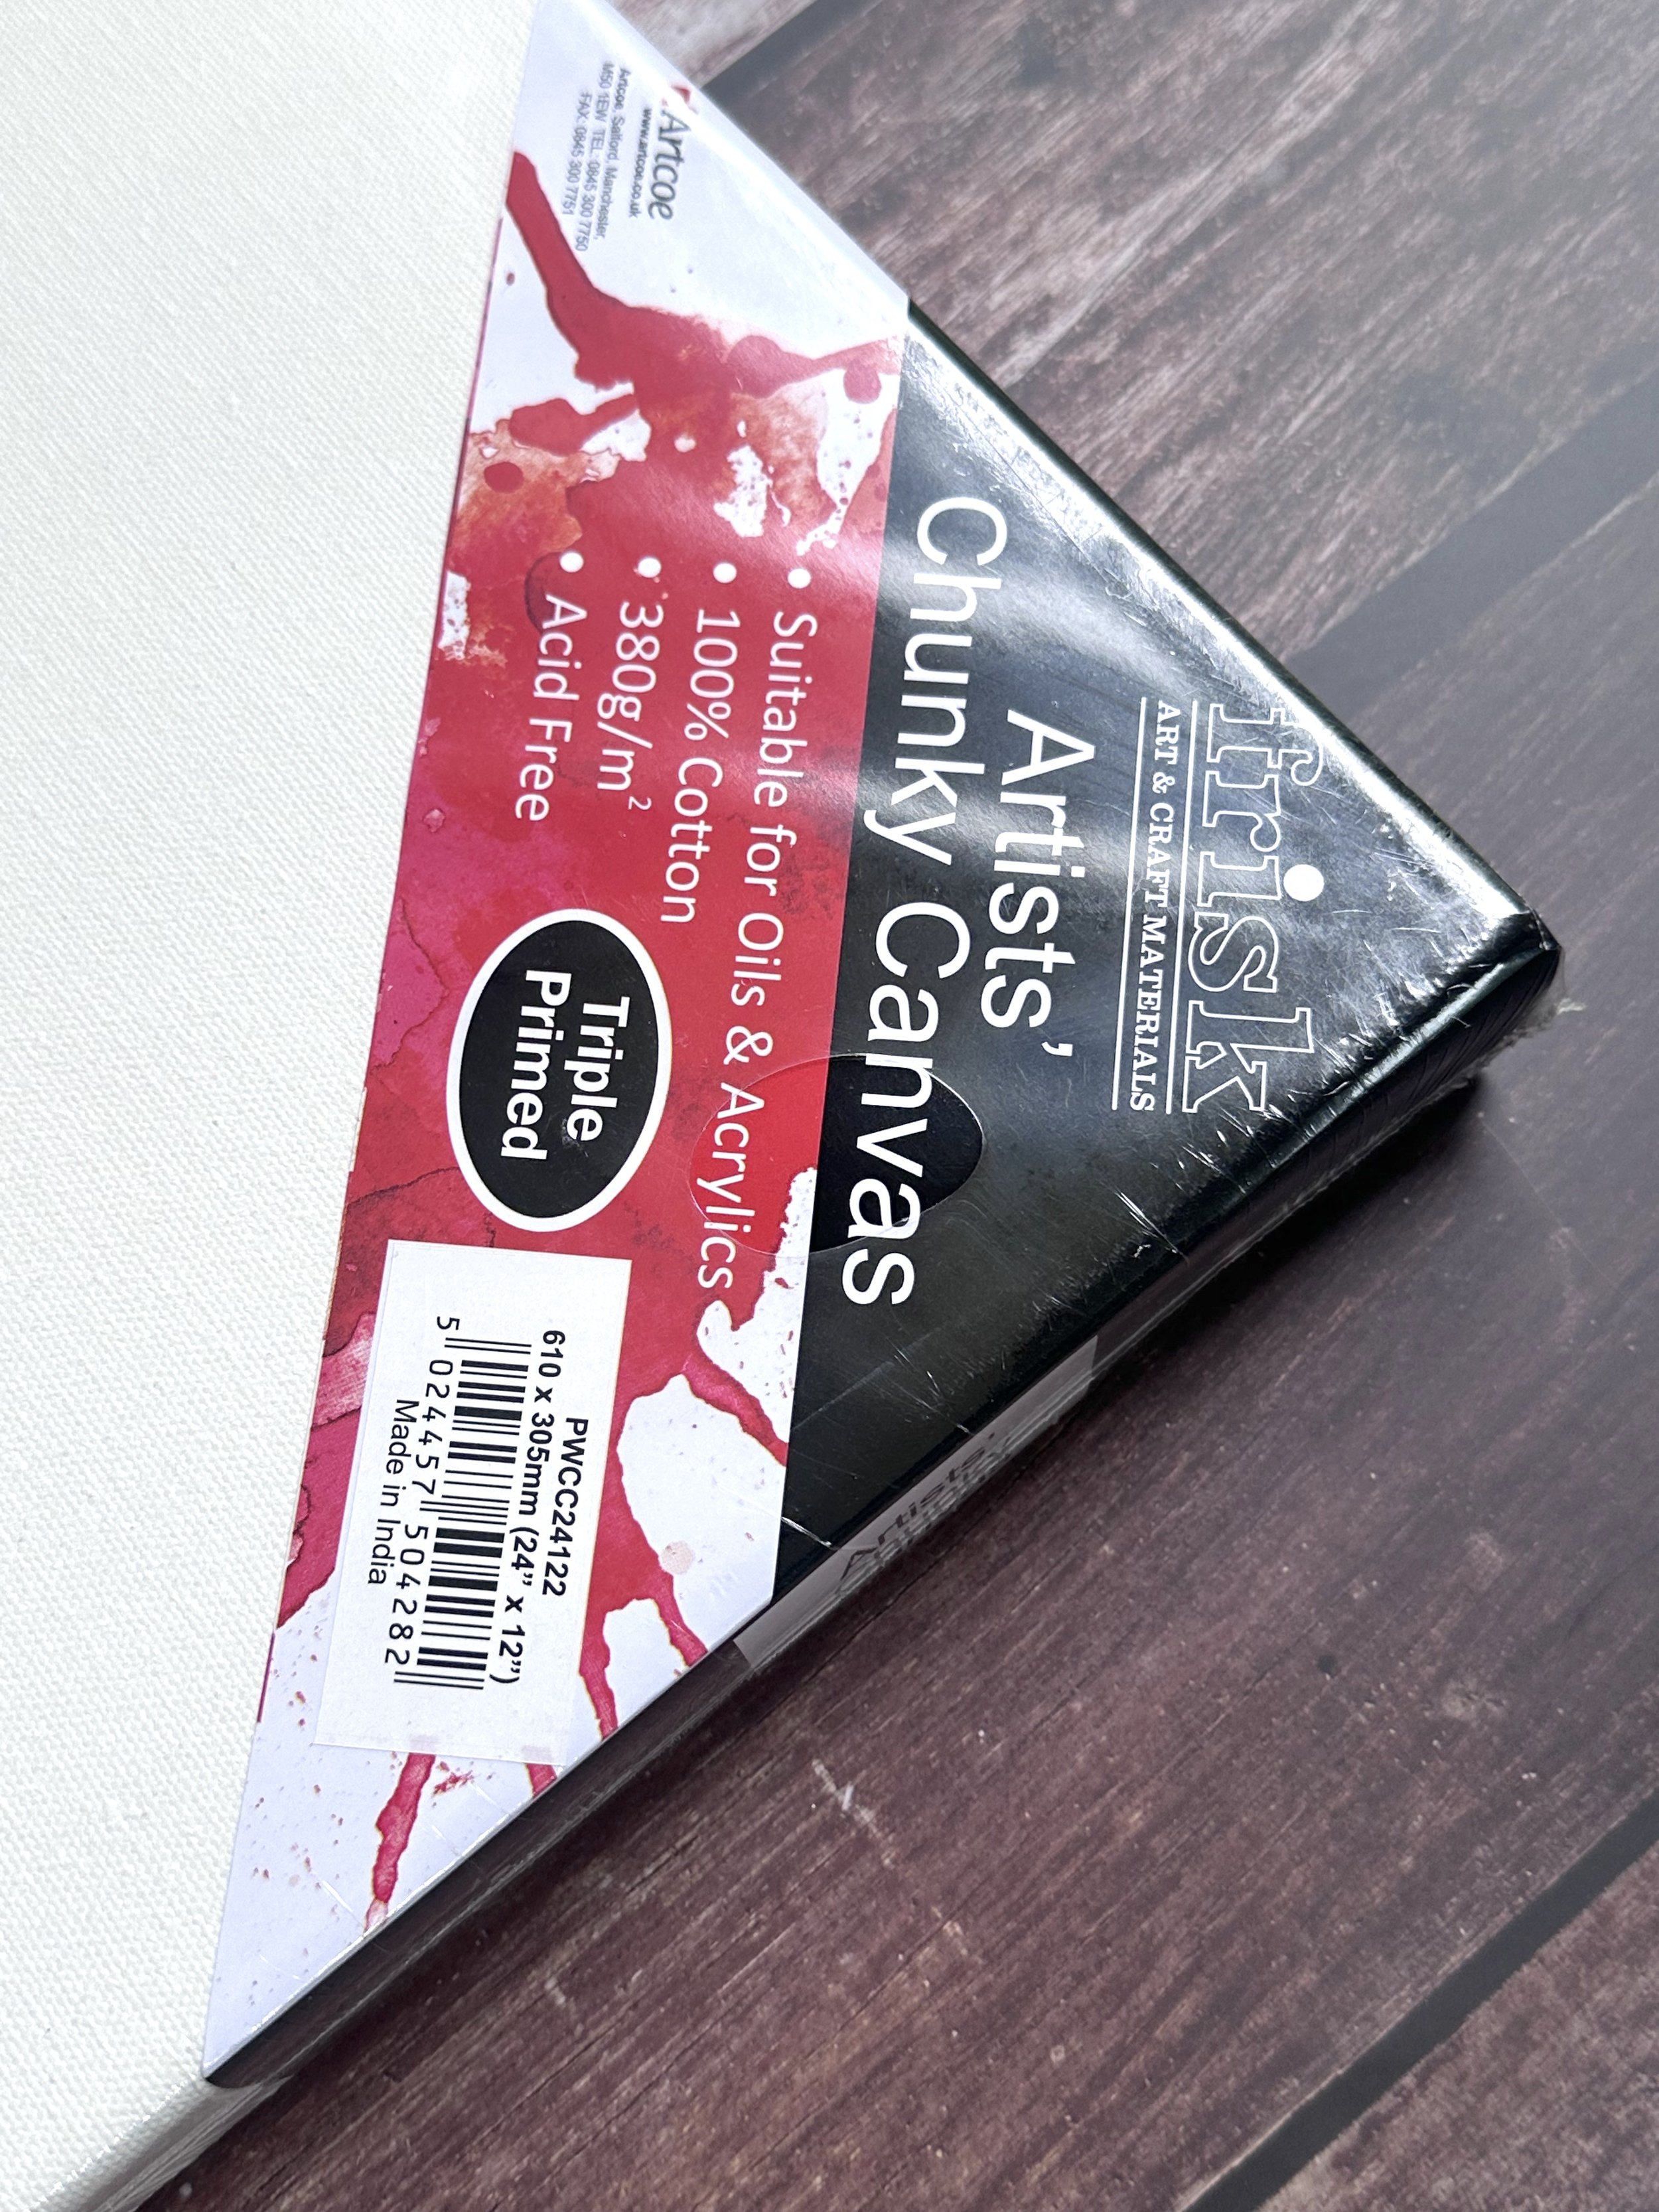 frisk
ART & CRAFT MATERIALS
Artists’
Chunky Canvas
• Suitable for Oils & Acrylics
• 100% Cotton
• 380g/m²
• Acid Free
Triple
Primed
PWCC24122
610 x 305mm (24” x 12”)
5 024457 504282
Made in India
Artcoe
www.artcoe.co.uk
Artcoe, Salford, Manchester,
M50 1EW TEL: 0845 300 7750
FAX: 0845 300 7751
Artists’